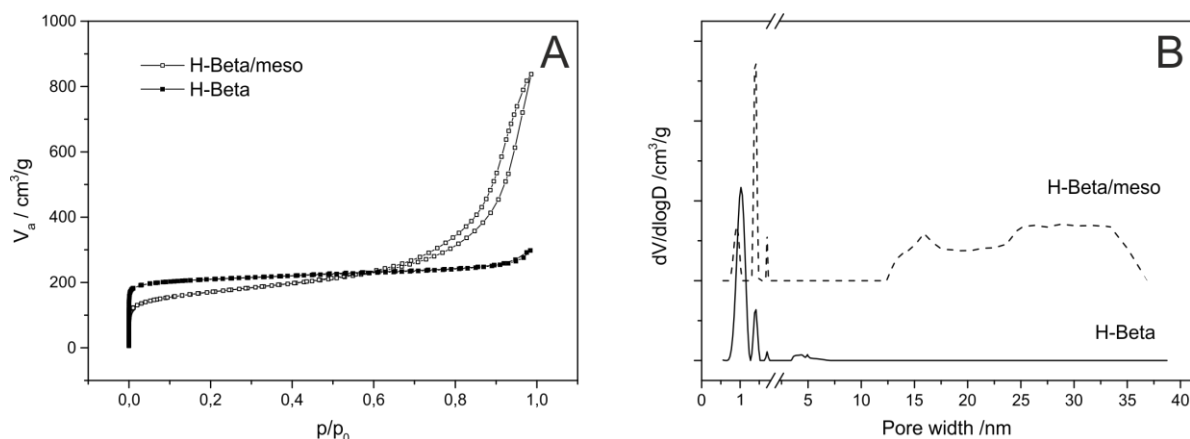 A
H-Beta/meso
H-Beta
1000
800
600
400
200
0
Vₐ / cm³/g
0,0 0,2 0,4 0,6 0,8 1,0
p/p₀
B
H-Beta/meso
H-Beta
dV/dlogD /cm³/g
0 1 5 10 15 20 25 30 35 40
Pore width /nm